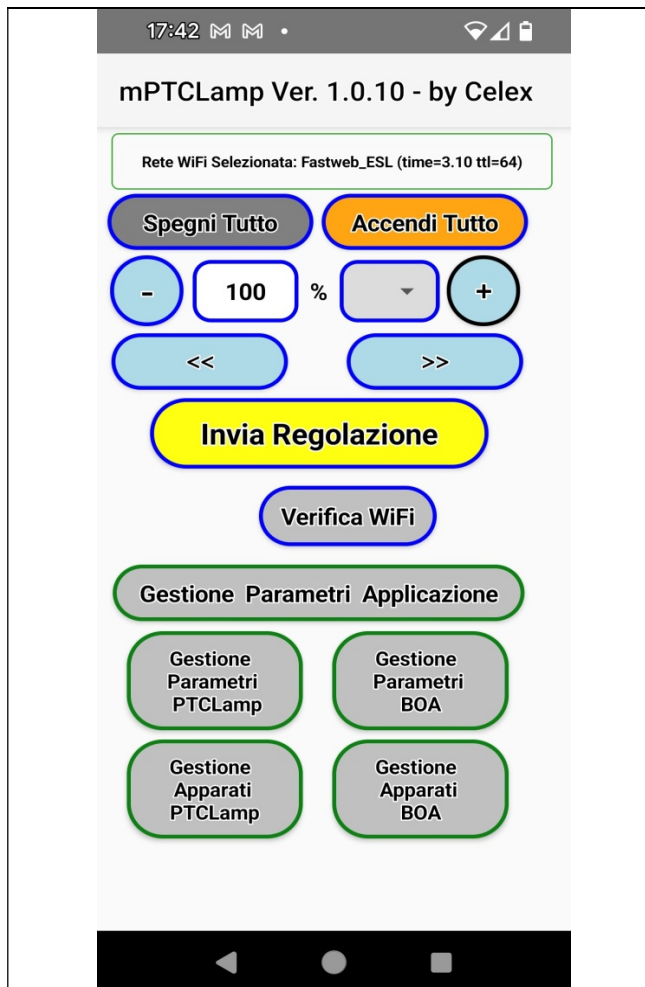 17:42
mPTCLamp Ver. 1.0.10 - by Celex
Rete WiFi Selezionata: Fastweb_ESL (time=3.10 ttl=64)
Spegni Tutto
Accendi Tutto
-
100
%
+
<<
>>
Invia Regolazione
Verifica WiFi
Gestione Parametri Applicazione
Gestione
Parametri
PTCLamp
Gestione
Parametri
BOA
Gestione
Apparati
PTCLamp
Gestione
Apparati
BOA